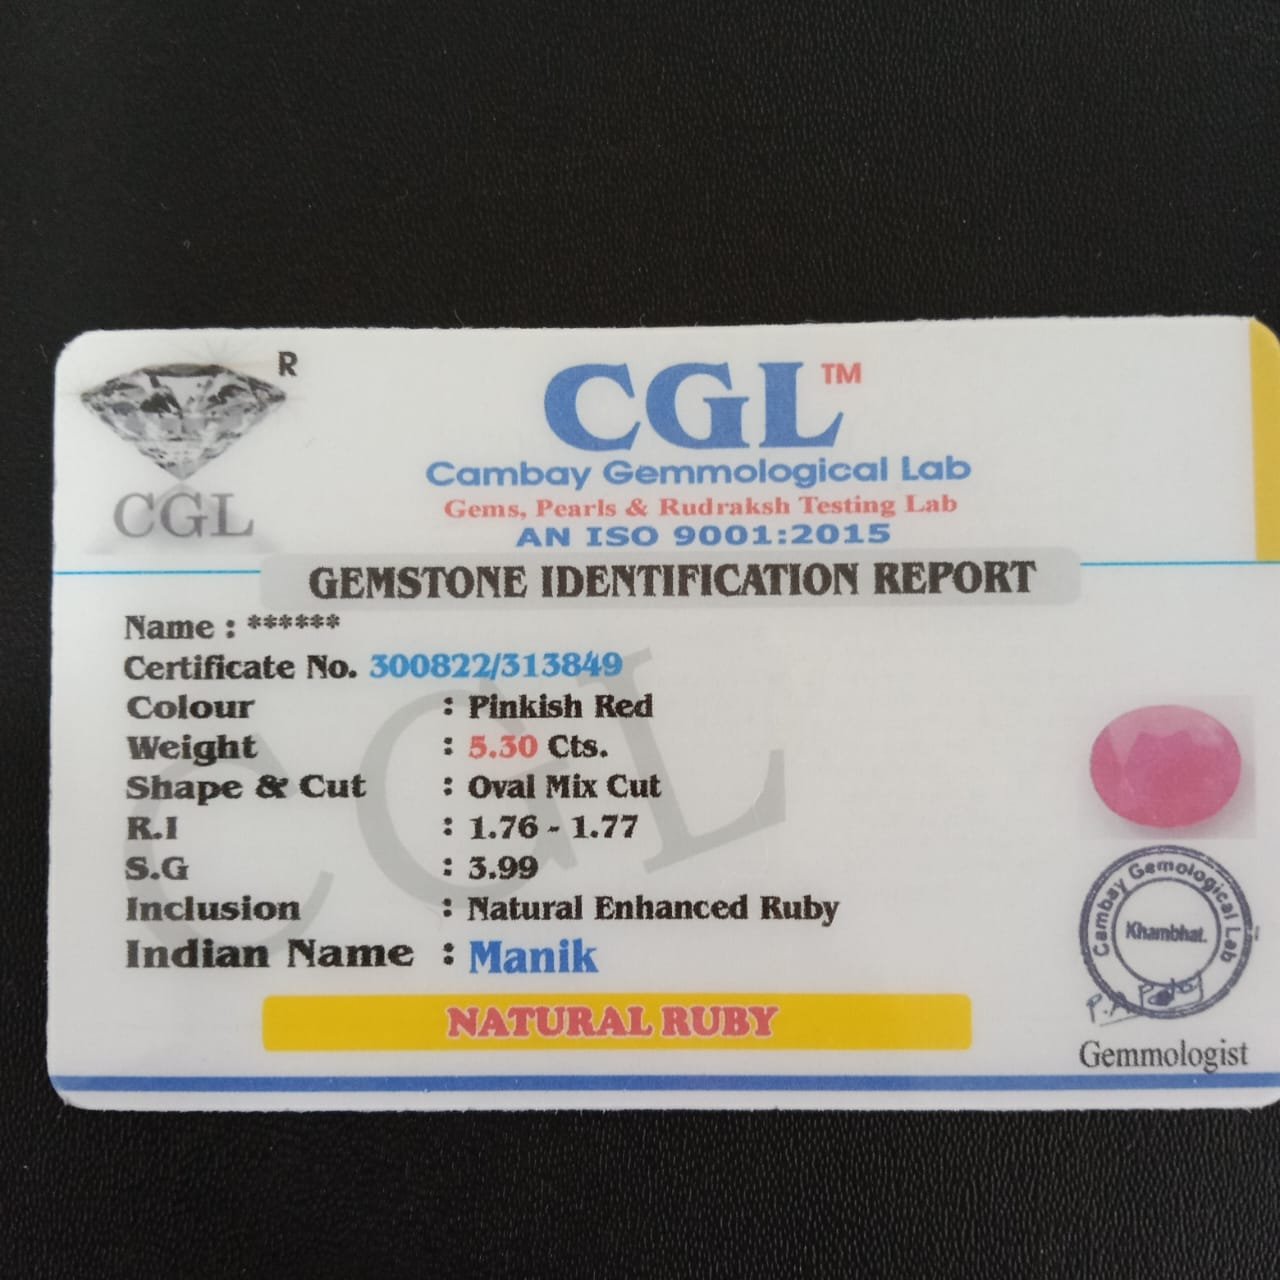 R
CGL
CGL™
Cambay Gemmological Lab
Gems, Pearls & Rudraksh Testing Lab
AN ISO 9001:2015
GEMSTONE IDENTIFICATION REPORT
Name : ******
Certificate No. 300822/313849
Colour : Pinkish Red
Weight : 5.30 Cts.
Shape & Cut : Oval Mix Cut
R.I : 1.76 - 1.77
S.G : 3.99
Inclusion : Natural Enhanced Ruby
Indian Name : Manik
NATURAL RUBY
CGL
Cambay Gemological Lab
Khambhat.
Gemmologist